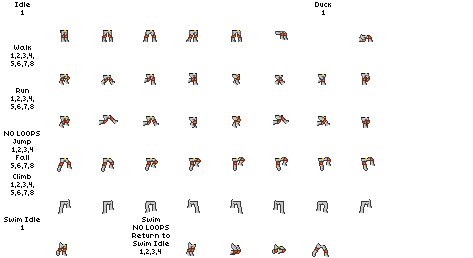 Idle
1
Duck
1
Walk
1,2,3,4,
5,6,7,8
Run
1,2,3,4,
5,6,7,8
NO LOOPS
Jump
1,2,3,4
Fall
5,6,7,8
Climb
1,2,3,4,
5,6,7,8
Swim Idle
1
Swim
NO LOOPS
Return to
Swim Idle
1,2,3,4